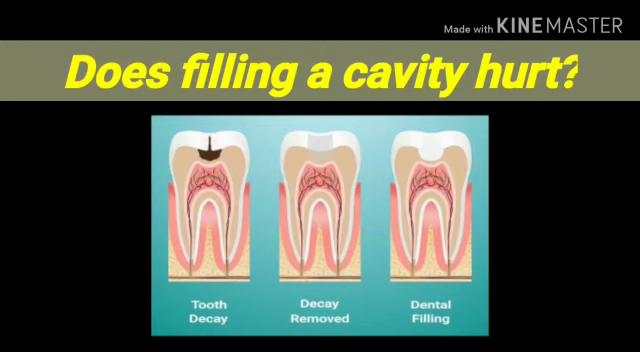 Made with KINEMASTER
Does filling a cavity hurt?
Tooth Decay
Decay Removed
Dental Filling